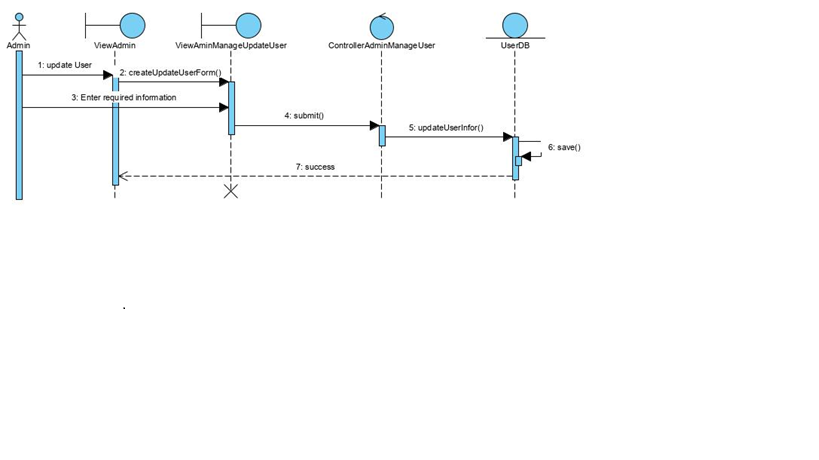 Admin
ViewAdmin
ViewAminManageUpdateUser
ControllerAdminManageUser
UserDB
1: update User
2: createUpdateUserForm()
3: Enter required information
4: submit()
5: updateUserInfor()
6: save()
7: success